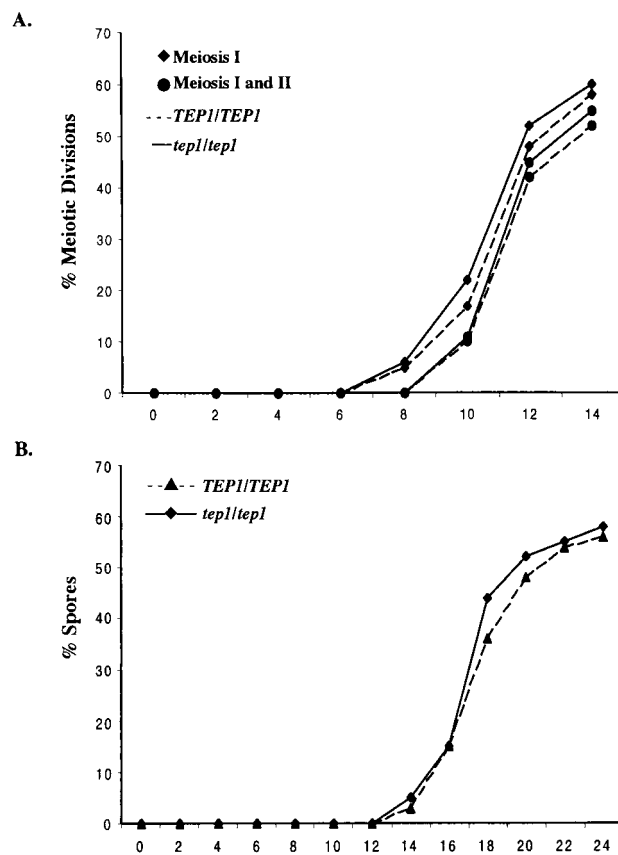 A.
70
60
50
40
30
20
10
0
% Meiotic Divisions
Meiosis I
Meiosis I and II
TEP1/TEP1
tep1/tep1
0 2 4 6 8 10 12 14
B.
70
60
50
40
30
20
10
0
% Spores
TEP1/TEP1
tep1/tep1
0 2 4 6 8 10 12 14 16 18 20 22 24